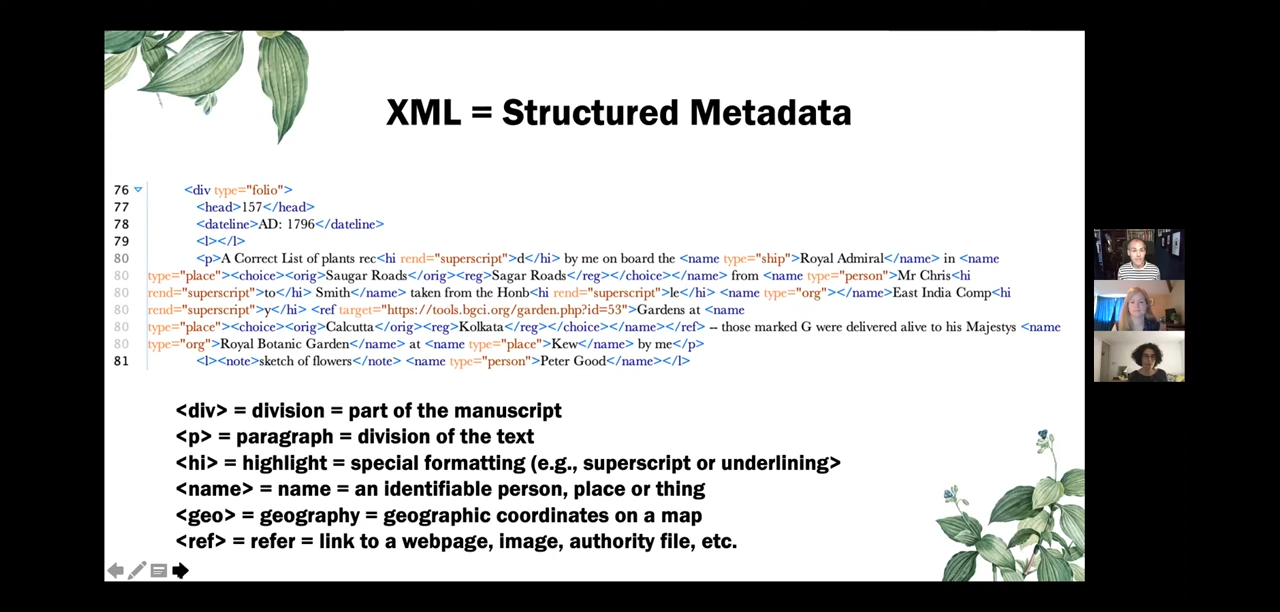 XML = Structured Metadata
76 <div type="folio">
77 <head>157</head>
78 <dateline>AD: 1796</dateline>
79 <l></l>
80 <p>A Correct List of plants rec<hi rend="superscript">d</hi> by me on board the <name type="ship">Royal Admiral</name> in <name
80 type="place"><choice><orig>Saugar Roads</orig><reg>Sagar Roads</reg></choice></name> from <name type="person">Mr Chris<hi
80 rend="superscript">to</hi> Smith</name> taken from the Honb<hi rend="superscript">le</hi> <name type="org"></name>East India Comp<hi
80 rend="superscript">y</hi> <ref target="https://tools.bgci.org/garden.php?id=53">Gardens at <name
80 type="place"><choice><orig>Calcutta</orig><reg>Kolkata</reg></choice></name></ref> -- those marked G were delivered alive to his Majestys <name
80 type="org">Royal Botanic Garden</name> at <name type="place">Kew</name> by me</p>
81 <l><note>sketch of flowers</note> <name type="person">Peter Good</name></l>
<div> = division = part of the manuscript
<p> = paragraph = division of the text
<hi> = highlight = special formatting (e.g., superscript or underlining>
<name> = name = an identifiable person, place or thing
<geo> = geography = geographic coordinates on a map
<ref> = refer = link to a webpage, image, authority file, etc.